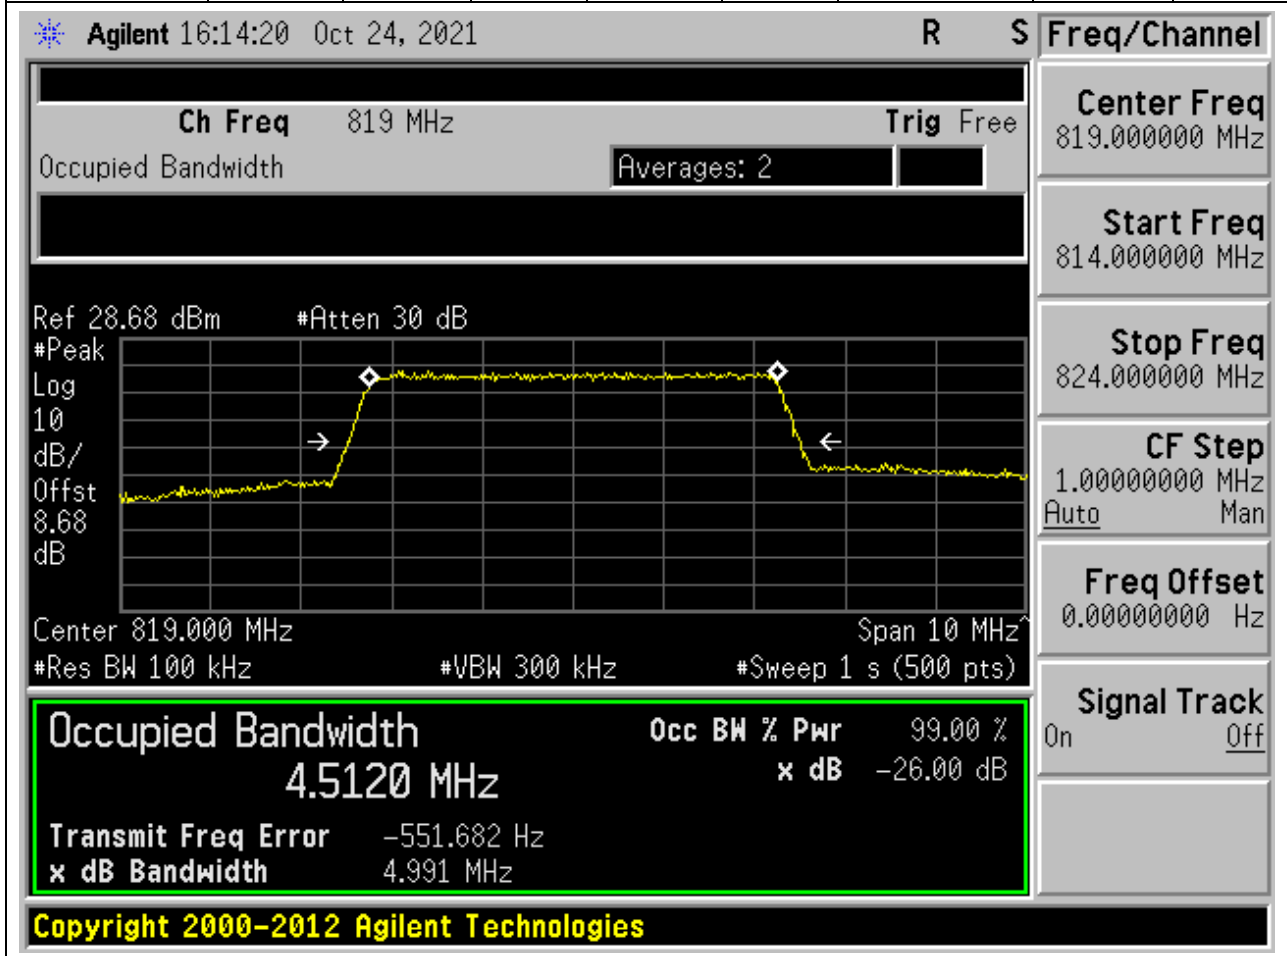 Agilent 16:14:20 Oct 24, 2021 R S Freq/Channel
Ch Freq 819 MHz Trig Free
Occupied Bandwidth Averages: 2
Center Freq
819.000000 MHz
Start Freq
814.000000 MHz
Stop Freq
824.000000 MHz
CF Step
1.00000000 MHz
Auto Man
Freq Offset
0.00000000 Hz
Signal Track
On Off
Ref 28.68 dBm #Atten 30 dB
#Peak
Log
10
dB/
Offst
8.68
dB
Center 819.000 MHz Span 10 MHz^
#Res BW 100 kHz #VBW 300 kHz #Sweep 1 s (500 pts)
Occupied Bandwidth Occ BW % Pwr 99.00 %
4.5120 MHz x dB -26.00 dB
Transmit Freq Error -551.682 Hz
x dB Bandwidth 4.991 MHz
Copyright 2000-2012 Agilent Technologies